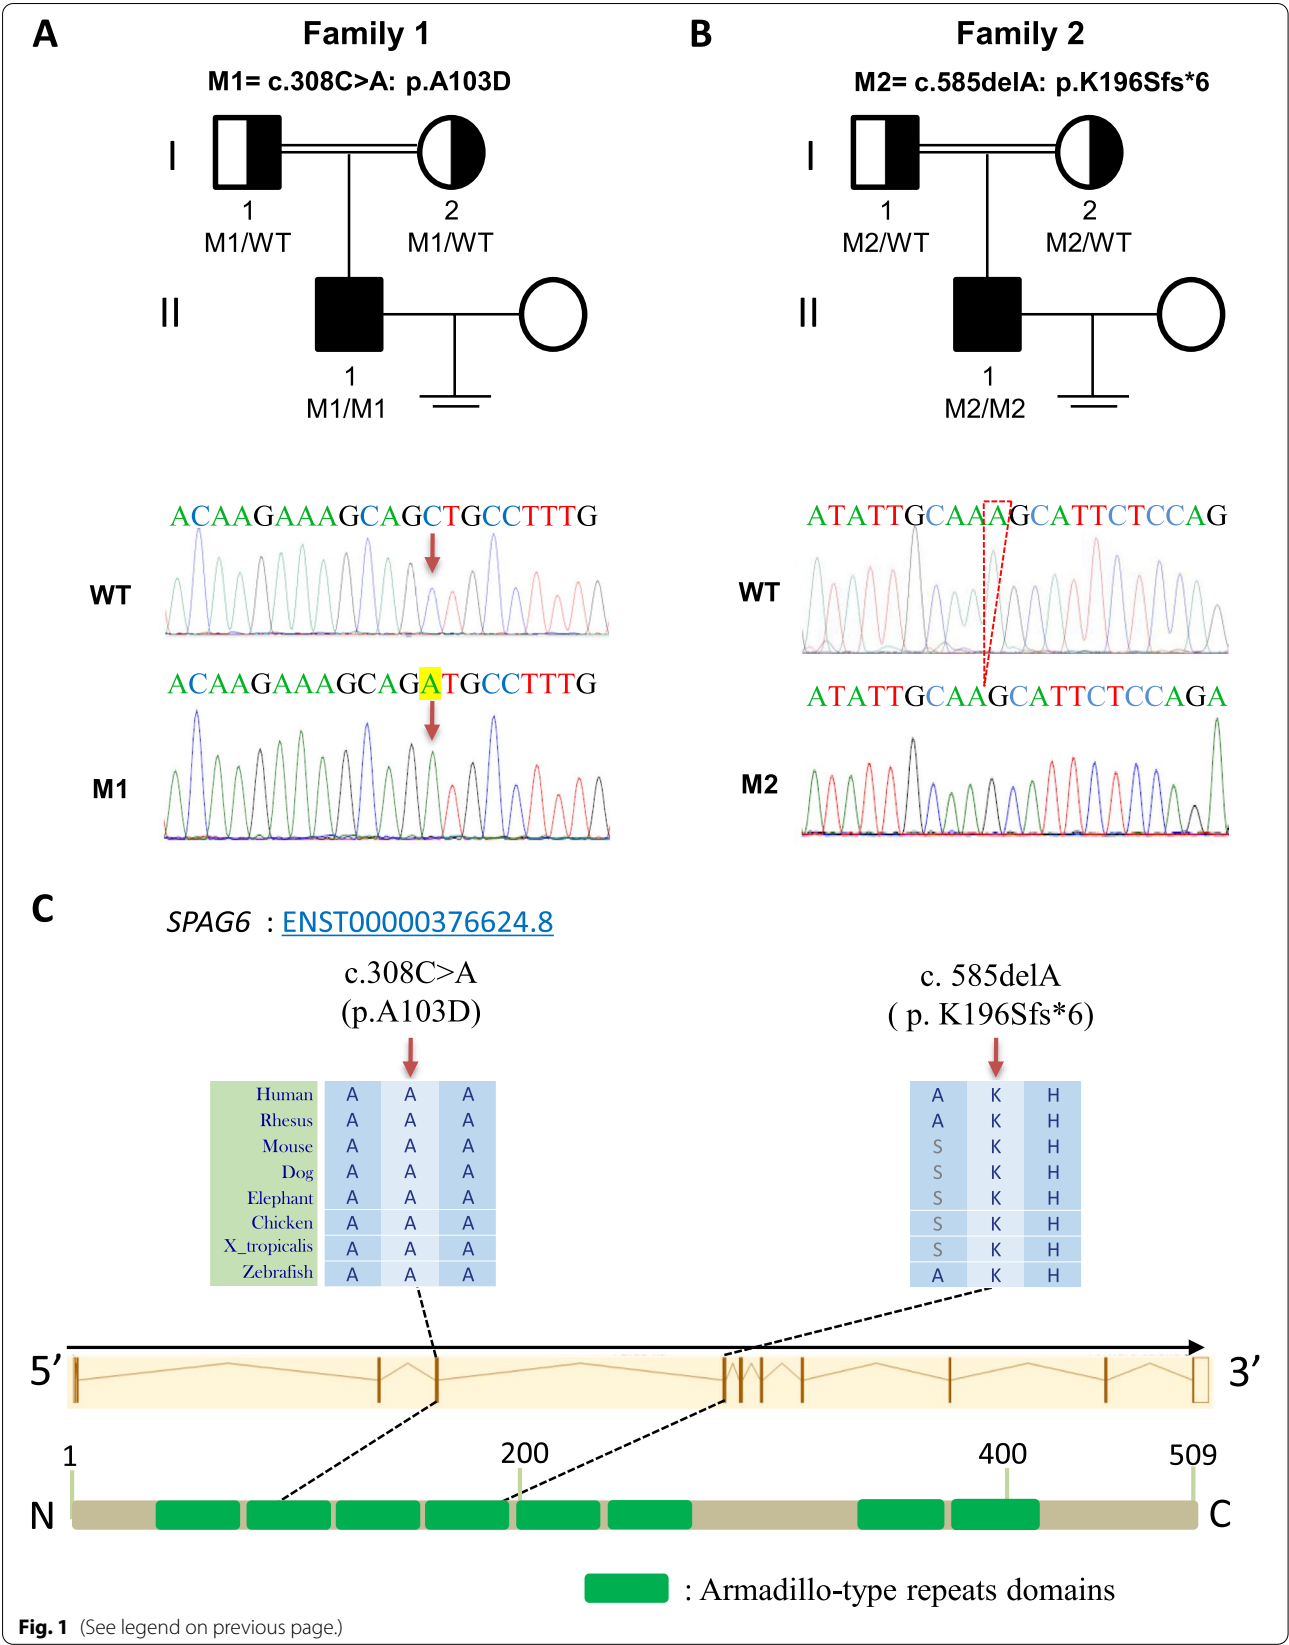 A Family 1
M1= c.308C>A: p.A103D
I
1 2
M1/WT M1/WT
II
1
M1/M1
ACAAGAAAGCAGCTGCCTTTG
WT
ACAAGAAAGCAGATGCCTTTG
M1
B Family 2
M2= c.585delA: p.K196Sfs*6
I
1 2
M2/WT M2/WT
II
1
M2/M2
ATATTGCAAAGCATTCTCCAG
WT
ATATTGCAAGCATTCTCCAGA
M2
C
SPAG6 : ENST00000376624.8
c.308C>A
(p.A103D)
c. 585delA
( p. K196Sfs*6)
Human A A A A K H
Rhesus A A A A K H
Mouse A A A S K H
Dog A A A S K H
Elephant A A A S K H
Chicken A A A S K H
X_tropicalis A A A S K H
Zebrafish A A A A K H
5’ 3’
1 200 400 509
N C
: Armadillo-type repeats domains
Fig. 1 (See legend on previous page.)